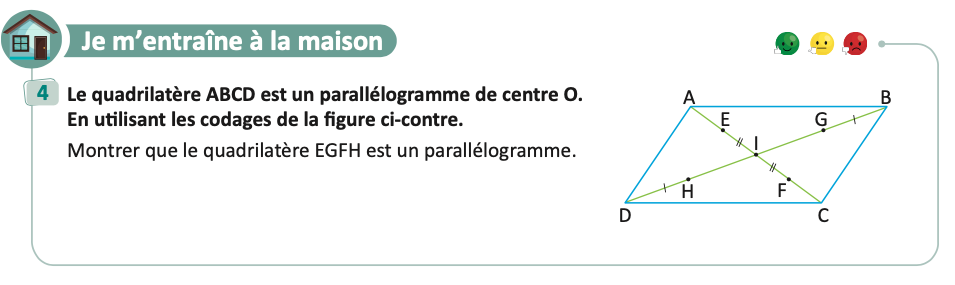 Je m’entraîne à la maison
4 Le quadrilatère ABCD est un parallélogramme de centre O.
En utilisant les codages de la figure ci-contre.
Montrer que le quadrilatère EGFH est un parallélogramme.
A B
E G
I
H F
D C